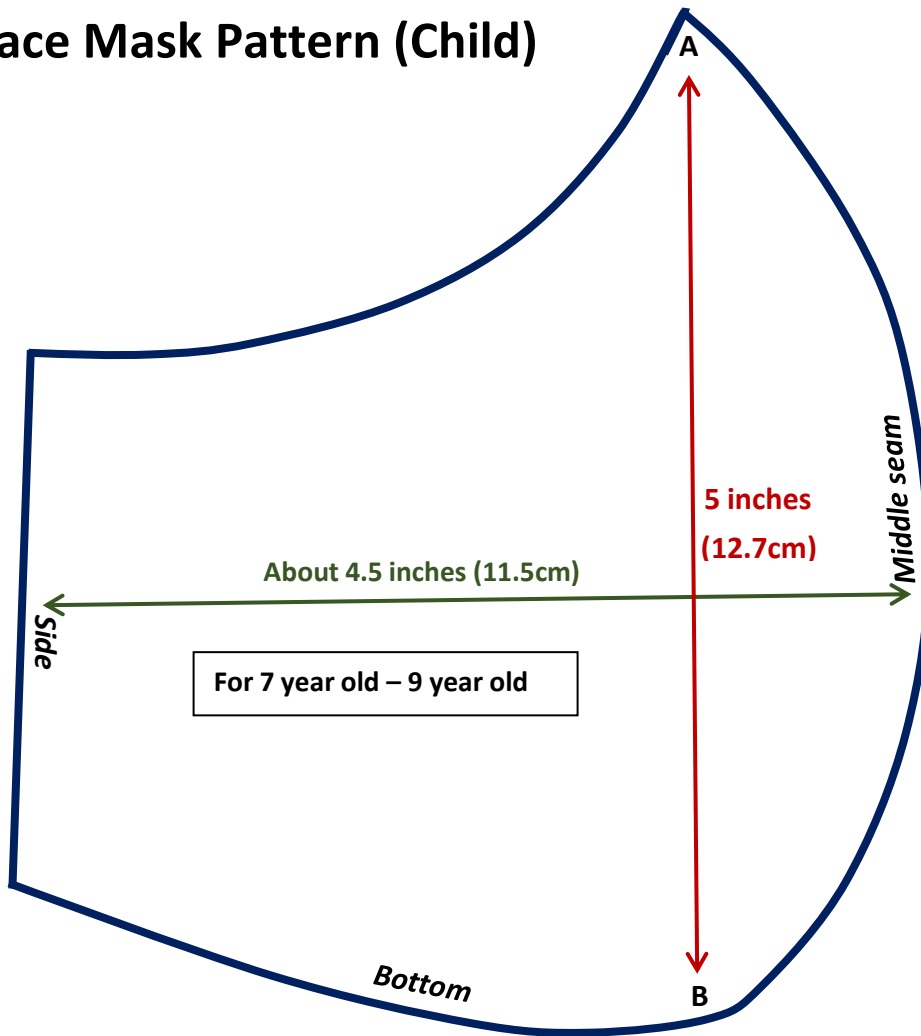 ace Mask Pattern (Child)
A
Middle seam
5 inches
(12.7cm)
About 4.5 inches (11.5cm)
Side
For 7 year old – 9 year old
Bottom
B